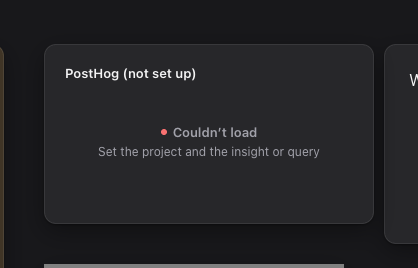 PostHog (not set up)
Couldn’t load
Set the project and the insight or query